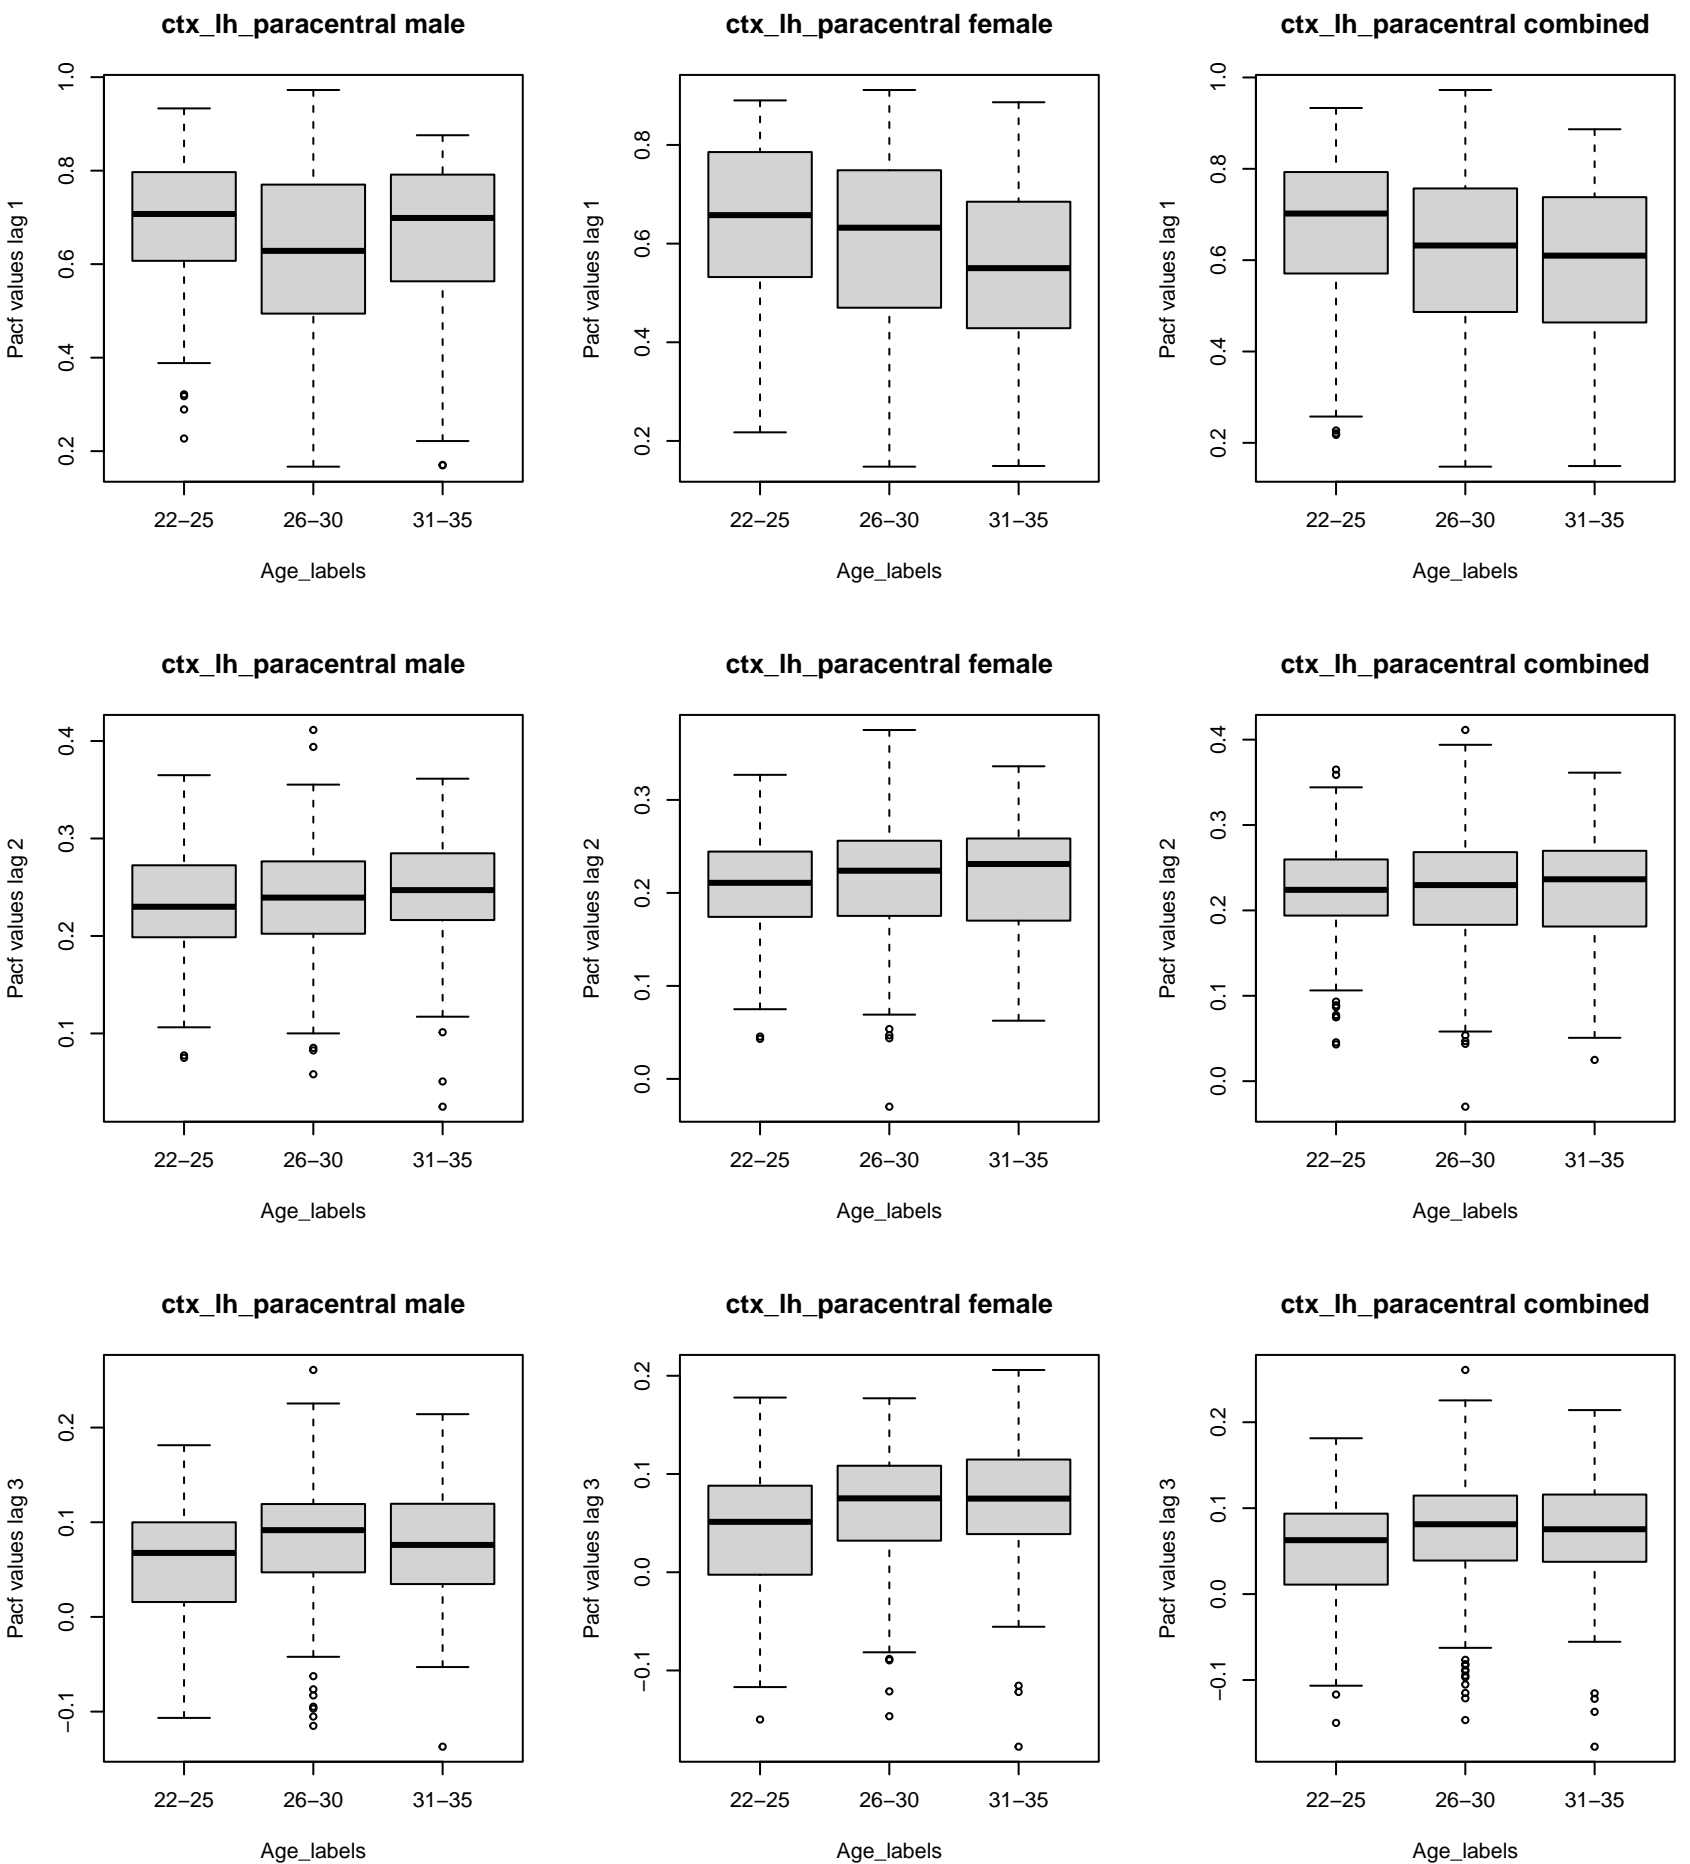 ctx_lh_paracentral male
Pacf values lag 1
1.0
0.8
0.6
0.4
0.2
22−25 26−30 31−35
Age_labels
ctx_lh_paracentral female
Pacf values lag 1
0.8
0.6
0.4
0.2
22−25 26−30 31−35
Age_labels
ctx_lh_paracentral combined
Pacf values lag 1
1.0
0.8
0.6
0.4
0.2
22−25 26−30 31−35
Age_labels
ctx_lh_paracentral male
Pacf values lag 2
0.4
0.3
0.2
0.1
22−25 26−30 31−35
Age_labels
ctx_lh_paracentral female
Pacf values lag 2
0.3
0.2
0.1
0.0
22−25 26−30 31−35
Age_labels
ctx_lh_paracentral combined
Pacf values lag 2
0.4
0.3
0.2
0.1
0.0
22−25 26−30 31−35
Age_labels
ctx_lh_paracentral male
Pacf values lag 3
0.2
0.1
0.0
−0.1
22−25 26−30 31−35
Age_labels
ctx_lh_paracentral female
Pacf values lag 3
0.2
0.1
0.0
−0.1
22−25 26−30 31−35
Age_labels
ctx_lh_paracentral combined
Pacf values lag 3
0.2
0.1
0.0
−0.1
22−25 26−30 31−35
Age_labels